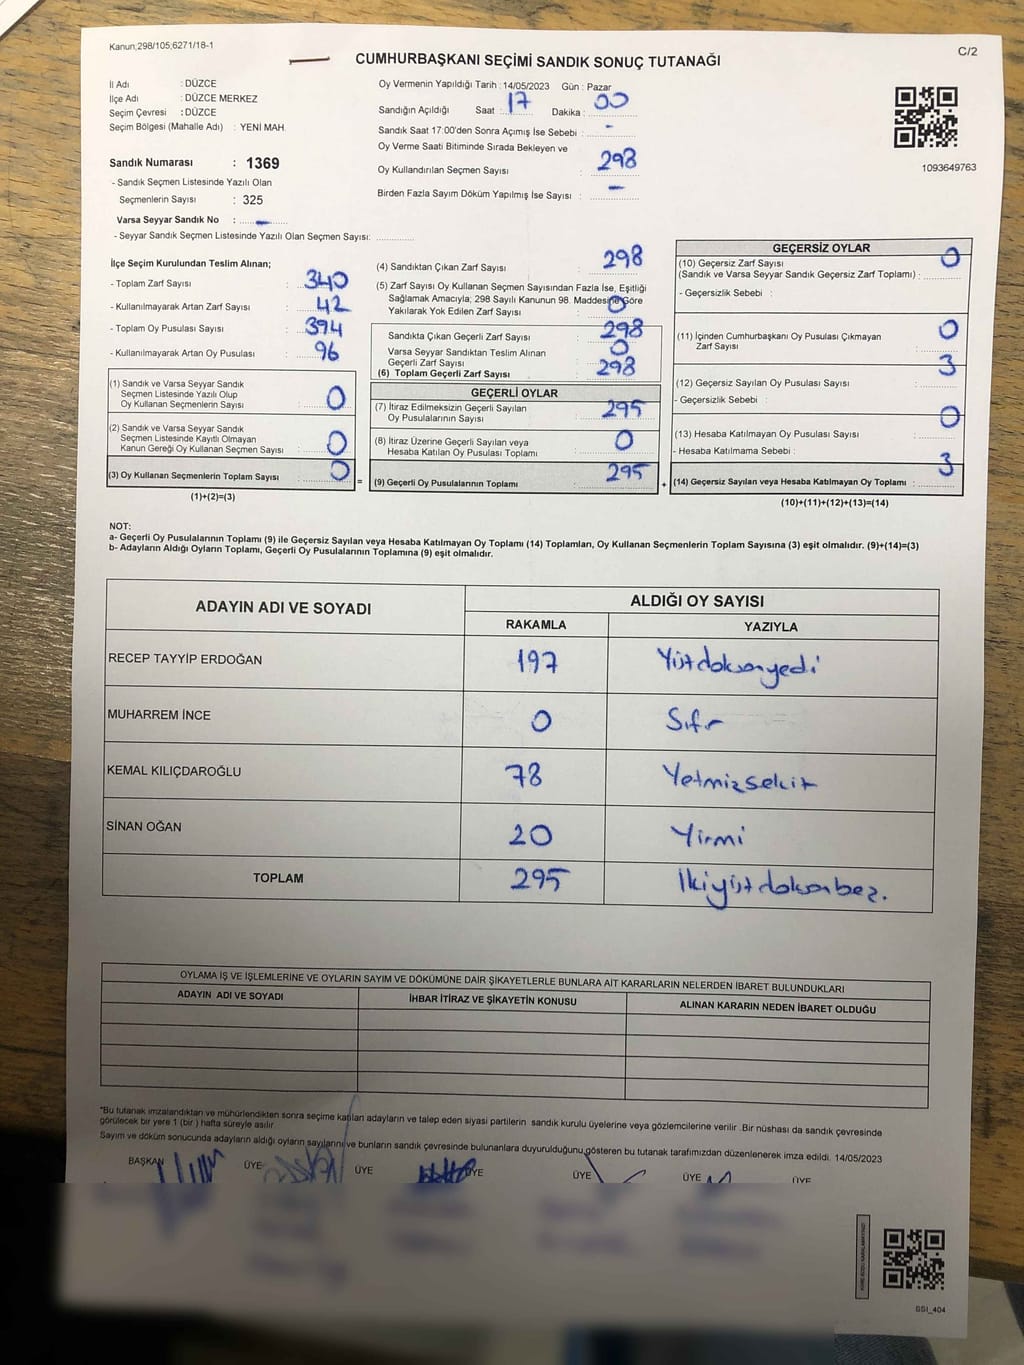 Kanun;298/105;6271/18-1
C/2
CUMHURBAŞKANI SEÇİMİ SANDIK SONUÇ TUTANAĞI
İl Adı : DÜZCE
İlçe Adı : DÜZCE MERKEZ
Seçim Çevresi : DÜZCE
Seçim Bölgesi (Mahalle Adı) : YENİ MAH.
Sandık Numarası : 1369
- Sandık Seçmen Listesinde Yazılı Olan
Seçmenlerin Sayısı : 325
Varsa Seyyar Sandık No : -
- Seyyar Sandık Seçmen Listesinde Yazılı Olan Seçmen Sayısı:
Oy Vermenin Yapıldığı Tarih : 14/05/2023 Gün : Pazar
Sandığın Açıldığı Saat : 17 Dakika : 00
Sandık Saat 17:00'den Sonra Açımış İse Sebebi : -
Oy Verme Saati Bitiminde Sırada Bekleyen ve
Oy Kullandırılan Seçmen Sayısı : 298
Birden Fazla Sayım Döküm Yapılmış İse Sayısı : -
1093649763
İlçe Seçim Kurulundan Teslim Alınan;
- Toplam Zarf Sayısı : 340
- Kullanılmayarak Artan Zarf Sayısı : 42
- Toplam Oy Pusulası Sayısı : 394
- Kullanılmayarak Artan Oy Pusulası : 96
(1) Sandık ve Varsa Seyyar Sandık
Seçmen Listesinde Yazılı Olup
Oy Kullanan Seçmenlerin Sayısı : 0
(2) Sandık ve Varsa Seyyar Sandık
Seçmen Listesinde Kayıtlı Olmayan
Kanun Gereği Oy Kullanan Seçmen Sayısı : 0
(3) Oy Kullanan Seçmenlerin Toplam Sayısı : 0
(1)+(2)=(3)
(4) Sandıktan Çıkan Zarf Sayısı : 298
(5) Zarf Sayısı Oy Kullanan Seçmen Sayısından Fazla İse, Eşitliği
Sağlamak Amacıyla; 298 Sayılı Kanunun 98. Maddesine Göre
Yakılarak Yok Edilen Zarf Sayısı : 0
Sandıkta Çıkan Geçerli Zarf Sayısı : 298
Varsa Seyyar Sandıktan Teslim Alınan
Geçerli Zarf Sayısı : 0
(6) Toplam Geçerli Zarf Sayısı : 298
GEÇERLİ OYLAR
(7) İtiraz Edilmeksizin Geçerli Sayılan
Oy Pusulalarının Sayısı : 295
(8) İtiraz Üzerine Geçerli Sayılan veya
Hesaba Katılan Oy Pusulası Toplamı : 0
= (9) Geçerli Oy Pusulalarının Toplamı : 295
GEÇERSİZ OYLAR
(10) Geçersiz Zarf Sayısı
(Sandık ve Varsa Seyyar Sandık Geçersiz Zarf Toplamı) : 0
- Geçersizlik Sebebi :
(11) İçinden Cumhurbaşkanı Oy Pusulası Çıkmayan
Zarf Sayısı : 0
(12) Geçersiz Sayılan Oy Pusulası Sayısı : 3
- Geçersizlik Sebebi :
(13) Hesaba Katılmayan Oy Pusulası Sayısı : 0
- Hesaba Katılmama Sebebi :
+ (14) Geçersiz Sayılan veya Hesaba Katılmayan Oy Toplamı : 3
(10)+(11)+(12)+(13)=(14)
NOT:
a- Geçerli Oy Pusulalarının Toplamı (9) ile Geçersiz Sayılan veya Hesaba Katılmayan Oy Toplamı (14) Toplamları, Oy Kullanan Seçmenlerin Toplam Sayısına (3) eşit olmalıdır. (9)+(14)=(3)
b- Adayların Aldığı Oyların Toplamı, Geçerli Oy Pusulalarının Toplamına (9) eşit olmalıdır.
ADAYIN ADI VE SOYADI ALDIĞI OY SAYISI
RAKAMLA YAZIYLA
RECEP TAYYİP ERDOĞAN 197 Yüzdoksanyedi
MUHARREM İNCE 0 Sıfır
KEMAL KILIÇDAROĞLU 78 Yetmişsekiz
SİNAN OĞAN 20 Yirmi
TOPLAM 295 İkiyüzdoksanbeş.
OYLAMA İŞ VE İŞLEMLERİNE VE OYLARIN SAYIM VE DÖKÜMÜNE DAİR ŞİKAYETLERLE BUNLARA AİT KARARLARIN NELERDEN İBARET BULUNDUKLARI
ADAYIN ADI VE SOYADI İHBAR İTİRAZ VE ŞİKAYETİN KONUSU ALINAN KARARIN NEDEN İBARET OLDUĞU
*Bu tutanak imzalandıktan ve mühürlendikten sonra seçime katılan adayların ve talep eden siyasi partilerin sandık kurulu üyelerine veya gözlemcilerine verilir .Bir nüshası da sandık çevresinde
görülecek bir yere 1 (bir ) hafta süreyle asılır.
Sayım ve döküm sonucunda adayların aldığı oyların sayılarını ve bunların sandık çevresinde bulunanlara duyurulduğunu gösteren bu tutanak tarafımızdan düzenlenerek imza edildi. 14/05/2023
BAŞKAN ÜYE ÜYE ÜYE ÜYE ÜYE ÜYE
SSI_404